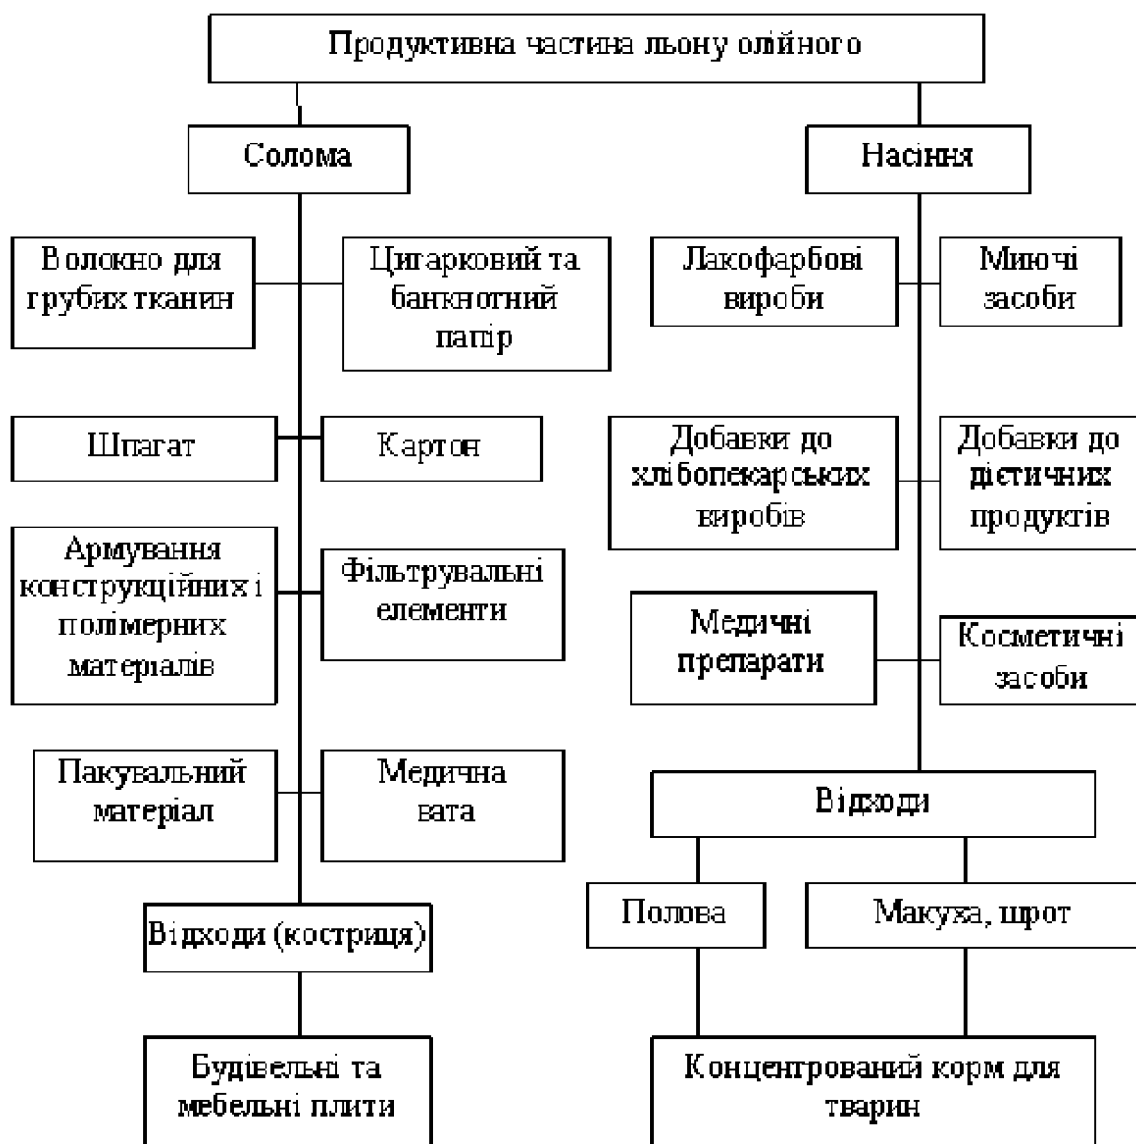 Продуктивна частина льону олійного
Солома
Насіння
Волокно для
грубих тканин
Цигарковий та
банкнотний
папір
Лакофарбові
вироби
Миючі
засоби
Шпагат
Картон
Добавки до
хлібопекарських
виробів
Добавки до
дієтичних
продуктів
Армування
конструкційних і
полімерних
матеріалів
Фільтрувальні
елементи
Медичні
препарати
Косметичні
засоби
Пакувальний
матеріал
Медична
вата
Відходи
Полова
Макуха, шрот
Відходи (костриця)
Будівельні та
мебельні плити
Концентрований корм для
тварин